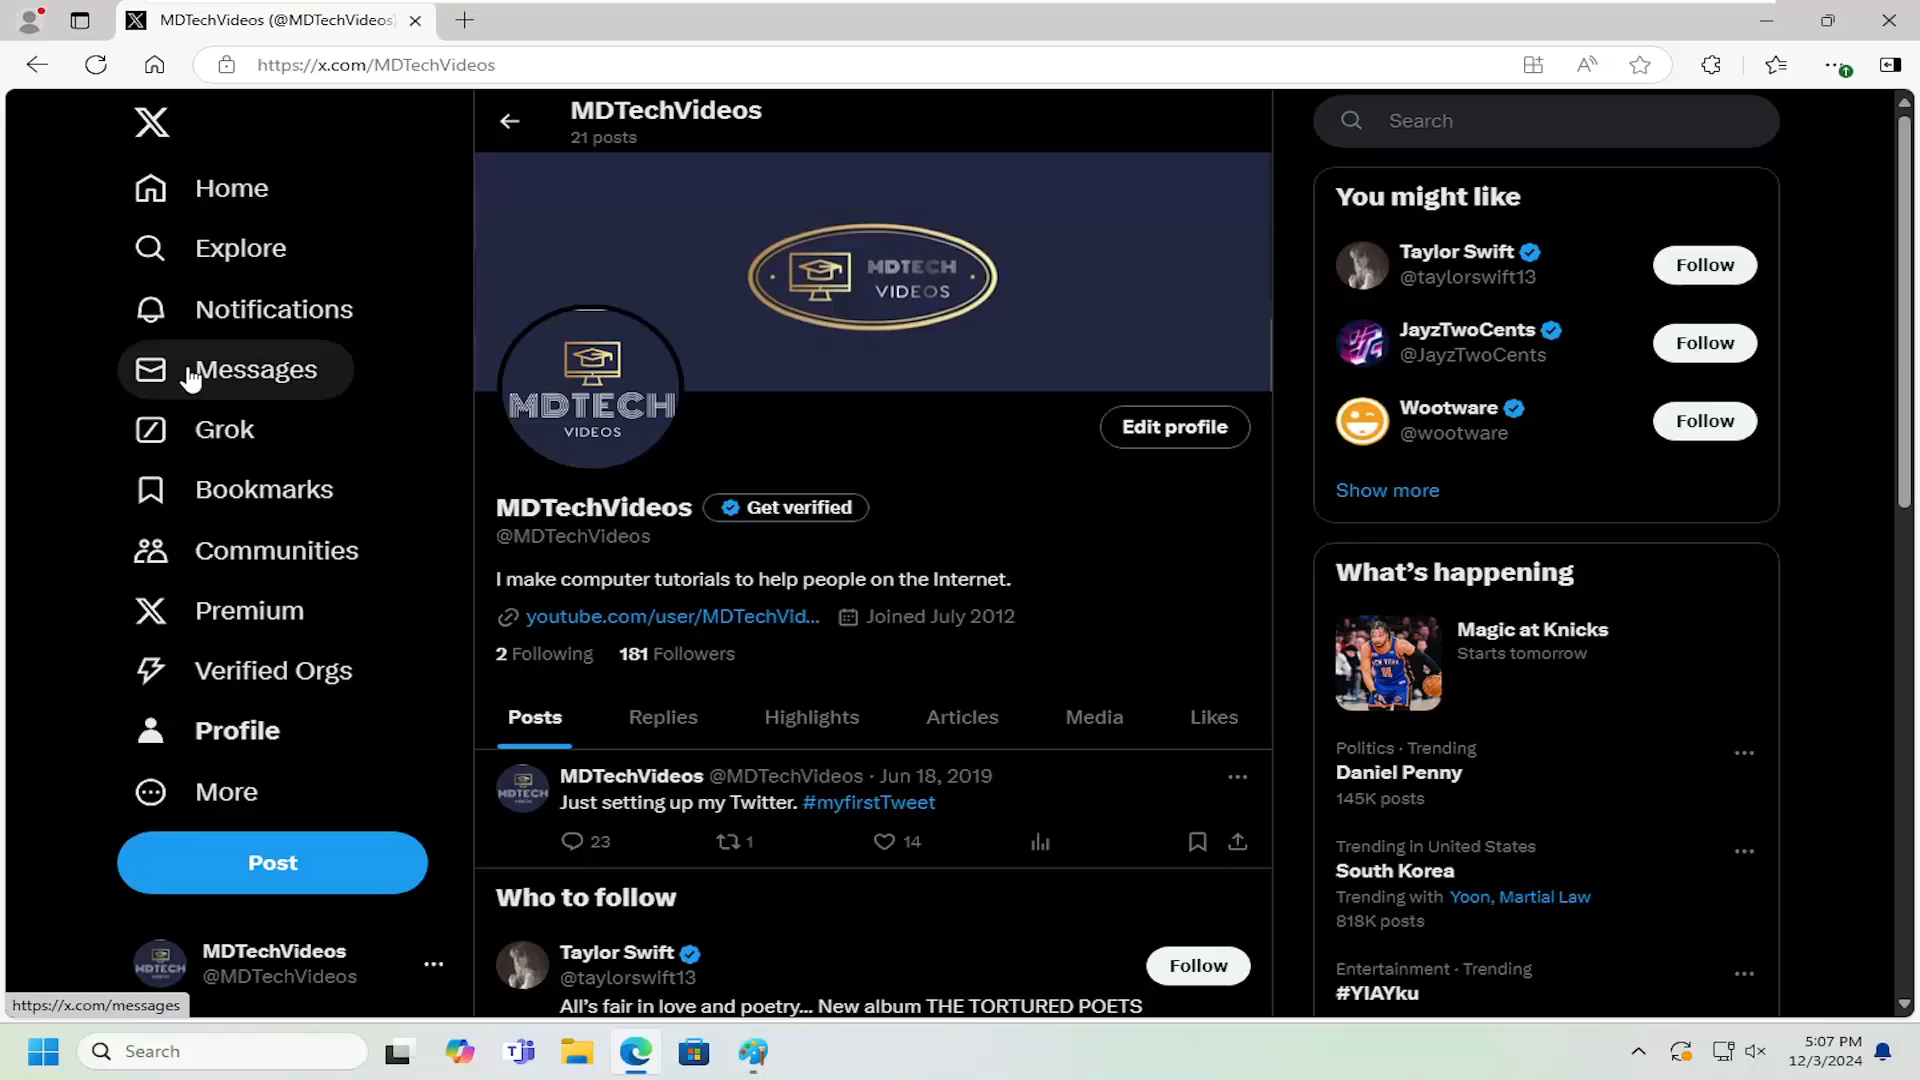 MDTechVideos (@MDTechVideos)
https://x.com/MDTechVideos
Home
Explore
Notifications
Messages
Grok
Bookmarks
Communities
Premium
Verified Orgs
Profile
More
Post
MDTechVideos
@MDTechVideos
https://x.com/messages
MDTechVideos
21 posts
MDTECH
VIDEOS
MDTECH
VIDEOS
Edit profile
MDTechVideos
Get verified
@MDTechVideos
I make computer tutorials to help people on the Internet.
youtube.com/user/MDTechVid... Joined July 2012
2 Following 181 Followers
Posts Replies Highlights Articles Media Likes
MDTechVideos @MDTechVideos · Jun 18, 2019
Just setting up my Twitter. #myfirstTweet
23 1 14
Who to follow
Taylor Swift
@taylorswift13
Follow
All's fair in love and poetry... New album THE TORTURED POETS
Search
You might like
Taylor Swift
@taylorswift13
Follow
JayzTwoCents
@JayzTwoCents
Follow
Wootware
@wootware
Follow
Show more
What's happening
Magic at Knicks
Starts tomorrow
Politics · Trending
Daniel Penny
145K posts
Trending in United States
South Korea
Trending with Yoon, Martial Law
818K posts
Entertainment · Trending
#YIAYku
Search
5:07 PM
12/3/2024